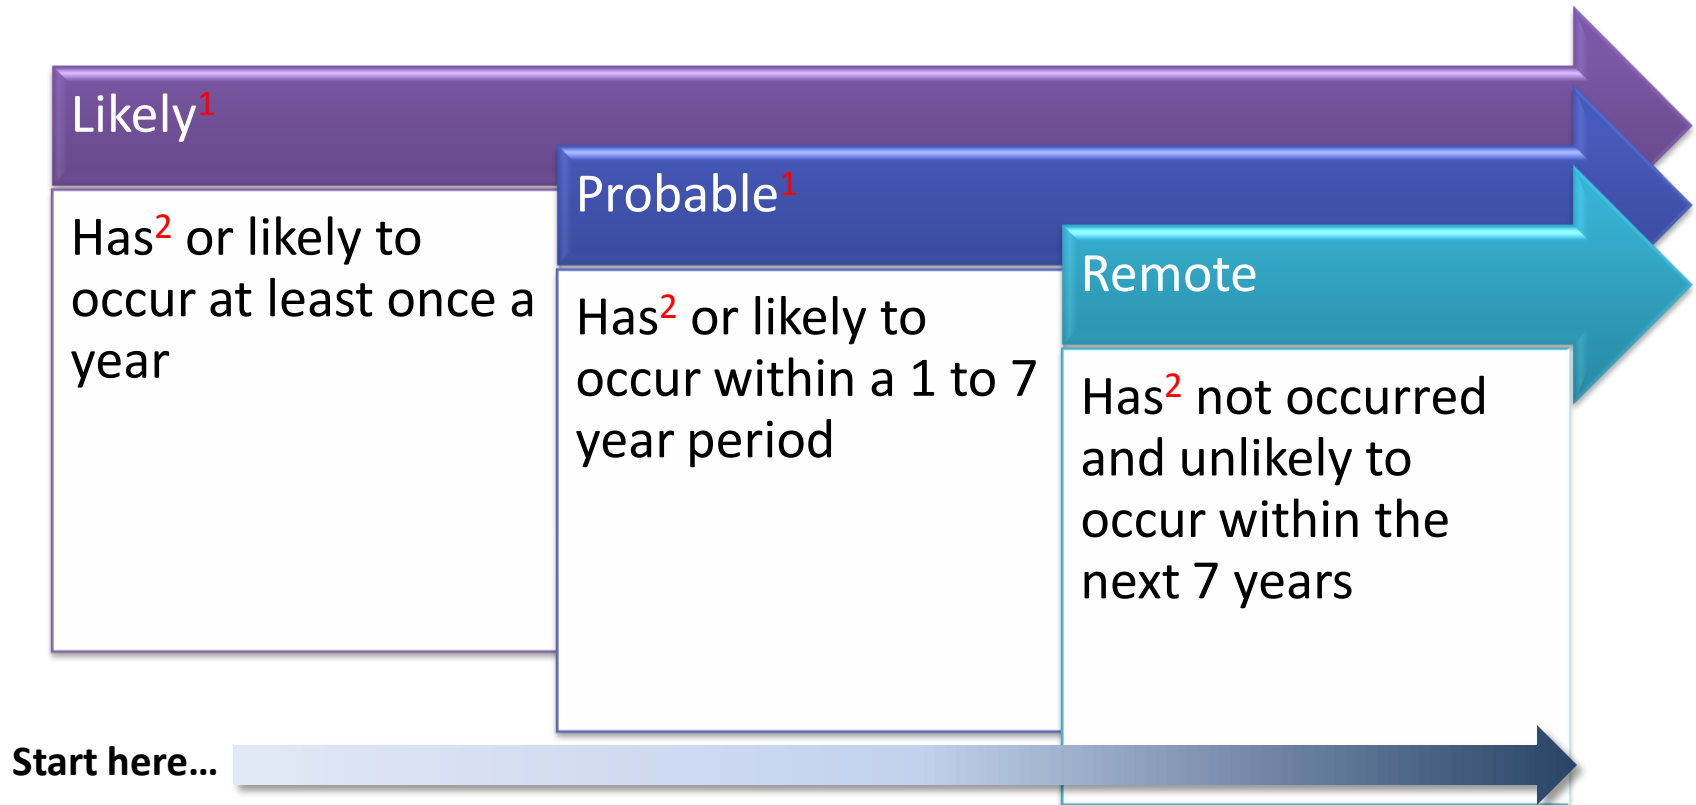 Likely¹
Has² or likely to
occur at least once a
year
Probable¹
Has² or likely to
occur within a 1 to 7
year period
Remote
Has² not occurred
and unlikely to
occur within the
next 7 years
Start here...